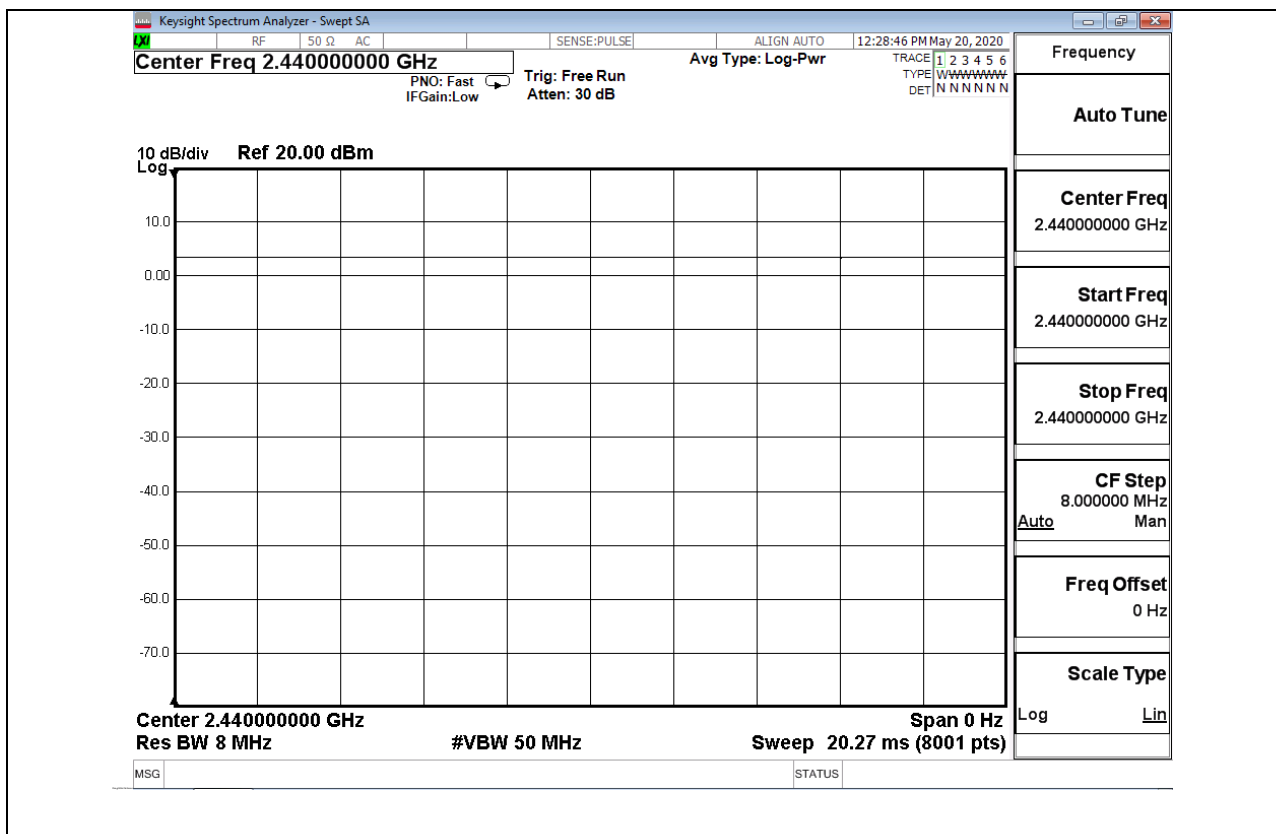 Keysight Spectrum Analyzer - Swept SA
LXI RF 50 Ω AC SENSE:PULSE ALIGN AUTO 12:28:46 PM May 20, 2020
Center Freq 2.440000000 GHz
PNO: Fast
IFGain:Low
Trig: Free Run
Atten: 30 dB
Avg Type: Log-Pwr
TRACE 1 2 3 4 5 6
TYPE WWWWWW
DET N N N N N N
10 dB/div Ref 20.00 dBm
Log
10.0
0.00
-10.0
-20.0
-30.0
-40.0
-50.0
-60.0
-70.0
Center 2.440000000 GHz Span 0 Hz
Res BW 8 MHz #VBW 50 MHz Sweep 20.27 ms (8001 pts)
MSG STATUS
Frequency
Auto Tune
Center Freq
2.440000000 GHz
Start Freq
2.440000000 GHz
Stop Freq
2.440000000 GHz
CF Step
8.000000 MHz
Auto Man
Freq Offset
0 Hz
Scale Type
Log Lin